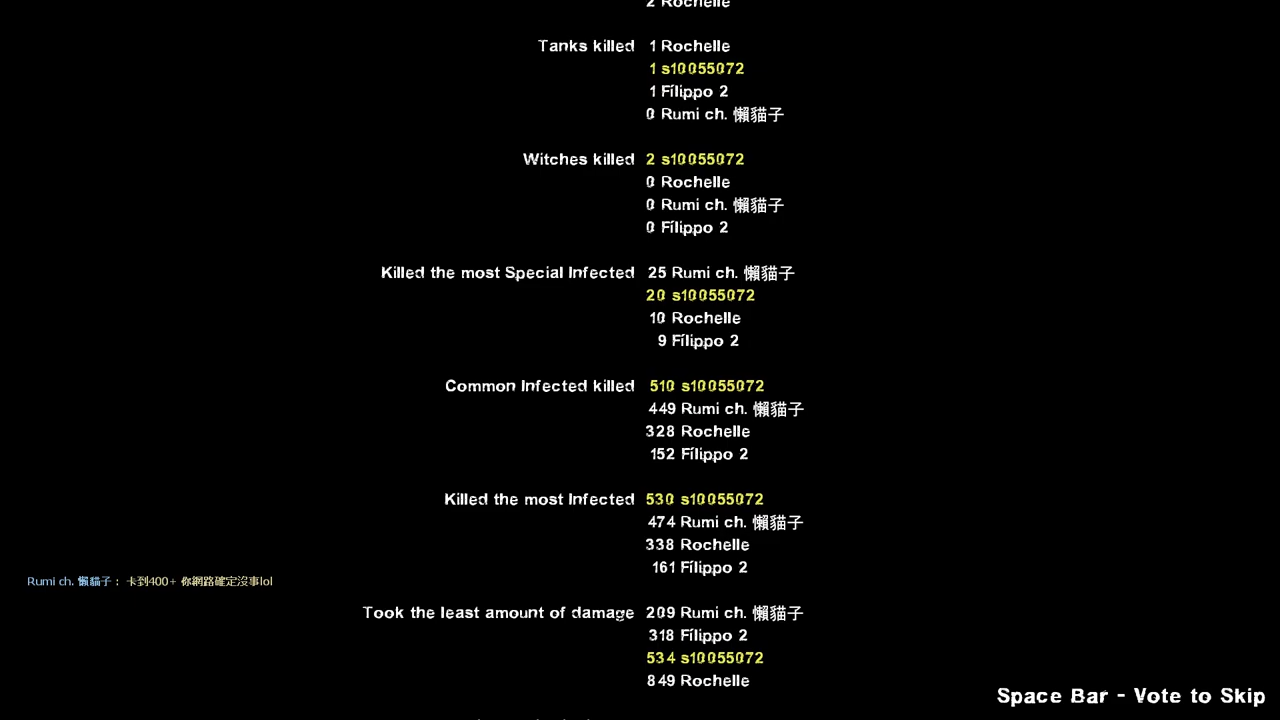 2 Rochelle
Tanks killed 1 Rochelle
1 s10055072
1 Fílippo 2
0 Rumi ch. 懶貓子
Witches killed 2 s10055072
0 Rochelle
0 Rumi ch. 懶貓子
0 Fílippo 2
Killed the most Special Infected 25 Rumi ch. 懶貓子
20 s10055072
10 Rochelle
9 Fílippo 2
Common Infected killed 510 s10055072
449 Rumi ch. 懶貓子
328 Rochelle
152 Fílippo 2
Killed the most Infected 530 s10055072
474 Rumi ch. 懶貓子
338 Rochelle
161 Fílippo 2
Rumi ch. 懶貓子： 卡到400+ 你網路確定沒事lol
Took the least amount of damage 209 Rumi ch. 懶貓子
318 Fílippo 2
534 s10055072
849 Rochelle
Space Bar - Vote to Skip